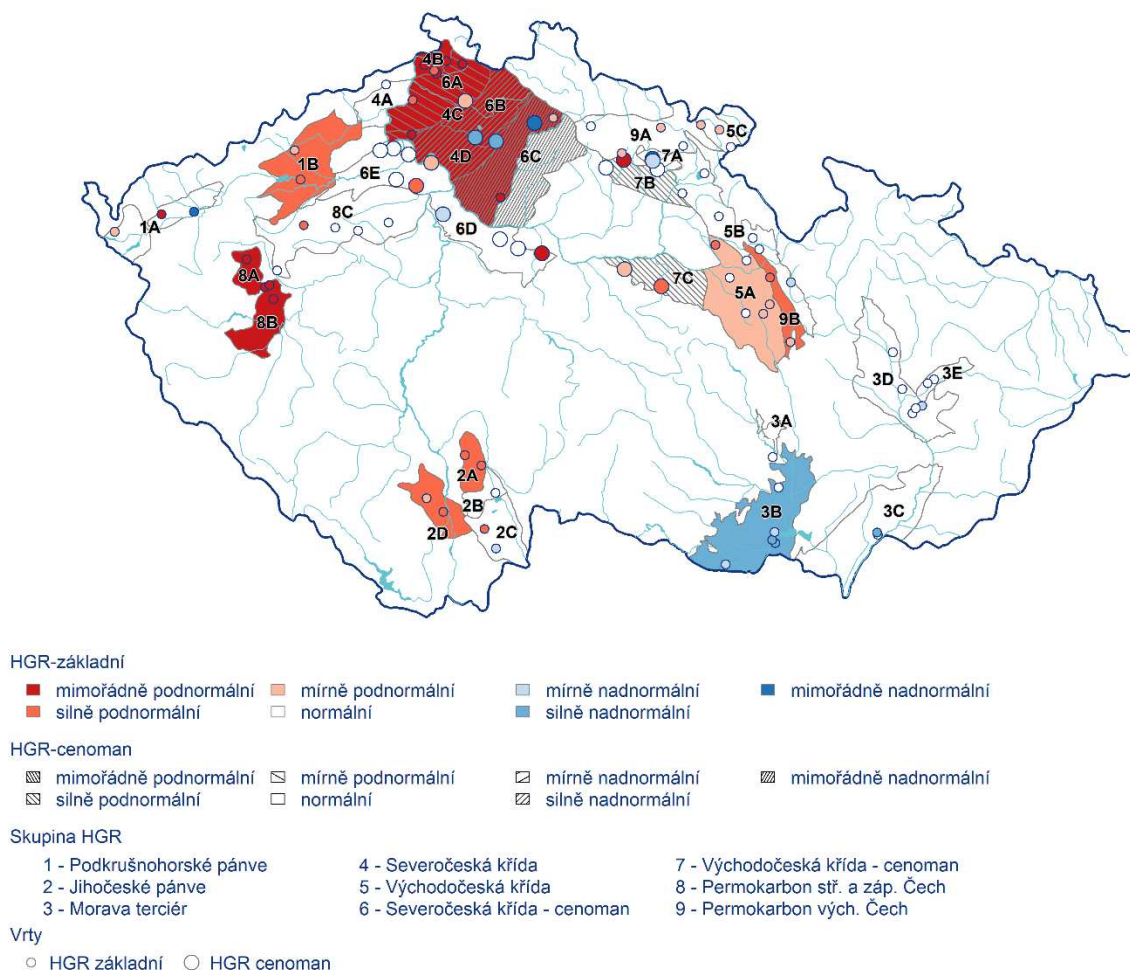 4B
6A
4A
6B
4C
9A
5C
1B
7A
4D
6C
6E
7B
8C
1A
6D
5B
8A
7C
5A
8B
9B
3D
3E
3A
2A
2B
3B
3C
2D
2C
HGR-základní
mimořádně podnormální mírně podnormální mírně nadnormální mimořádně nadnormální
silně podnormální normální silně nadnormální
HGR-cenoman
mimořádně podnormální mírně podnormální mírně nadnormální mimořádně nadnormální
silně podnormální normální silně nadnormální
Skupina HGR
1 - Podkrušnohorské pánve 4 - Severočeská křída 7 - Východočeská křída - cenoman
2 - Jihočeské pánve 5 - Východočeská křída 8 - Permokarbon stř. a záp. Čech
3 - Morava terciér 6 - Severočeská křída - cenoman 9 - Permokarbon vých. Čech
Vrty
HGR základní HGR cenoman